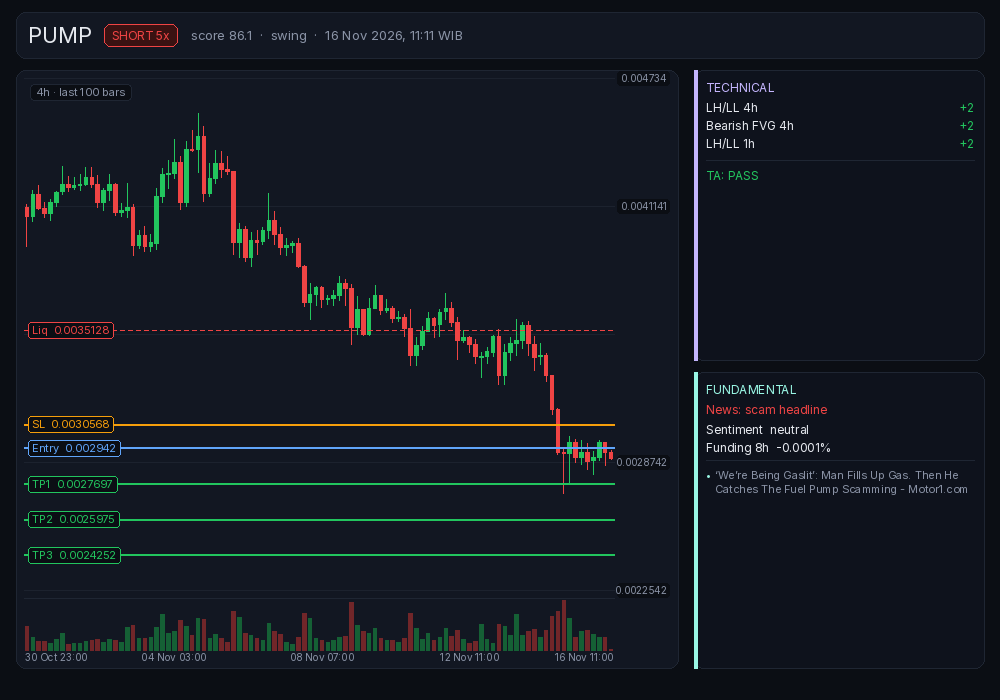 PUMP
SHORT 5x
score 86.1 · swing · 16 Nov 2026, 11:11 WIB
4h · last 100 bars
0.004734
0.0041141
Liq 0.0035128
SL 0.0030568
Entry 0.002942
0.0028742
TP1 0.0027697
TP2 0.0025975
TP3 0.0024252
0.0022542
30 Oct 23:00
04 Nov 03:00
08 Nov 07:00
12 Nov 11:00
16 Nov 11:00
TECHNICAL
LH/LL 4h +2
Bearish FVG 4h +2
LH/LL 1h +2
TA: PASS
FUNDAMENTAL
News: scam headline
Sentiment neutral
Funding 8h -0.0001%
• 'We're Being Gaslit': Man Fills Up Gas. Then He
Catches The Fuel Pump Scamming - Motor1.com